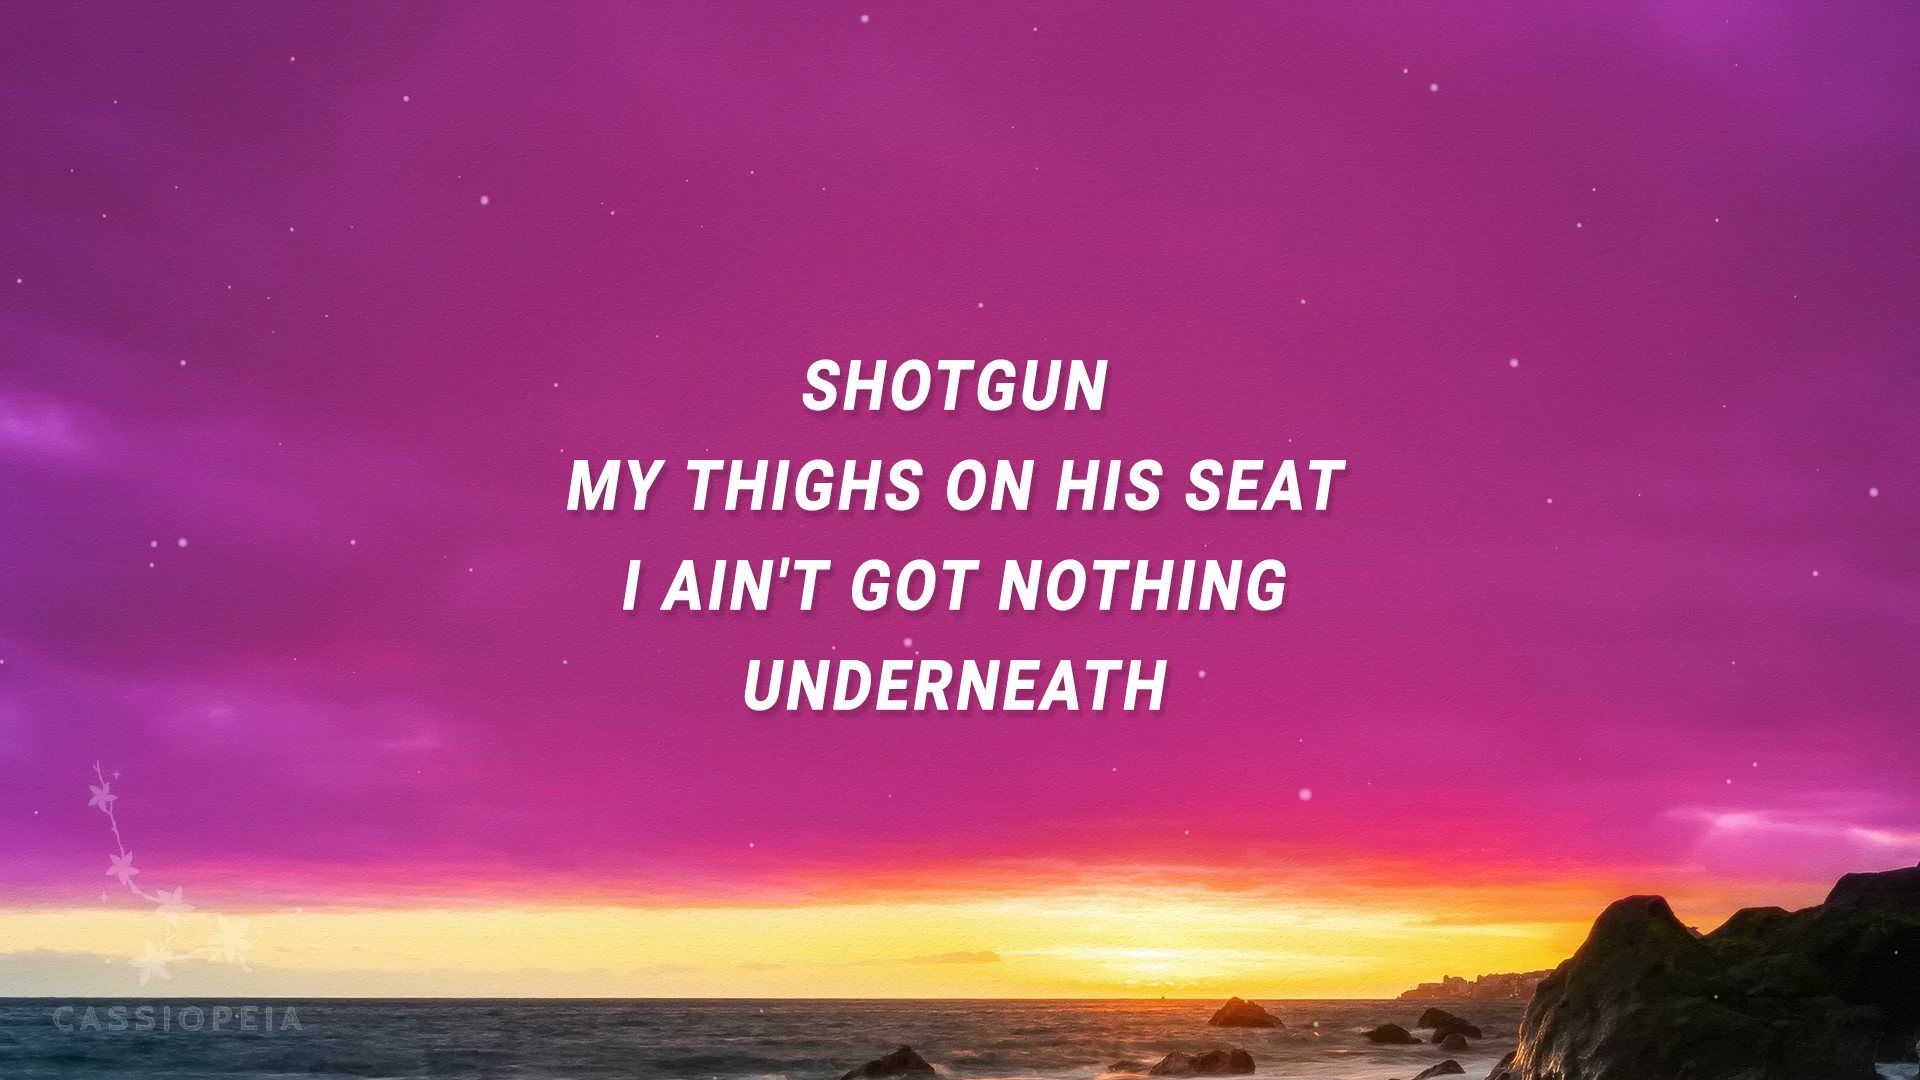 SHOTGUN
MY THIGHS ON HIS SEAT
I AIN'T GOT NOTHING
UNDERNEATH
CASSIOPEIA